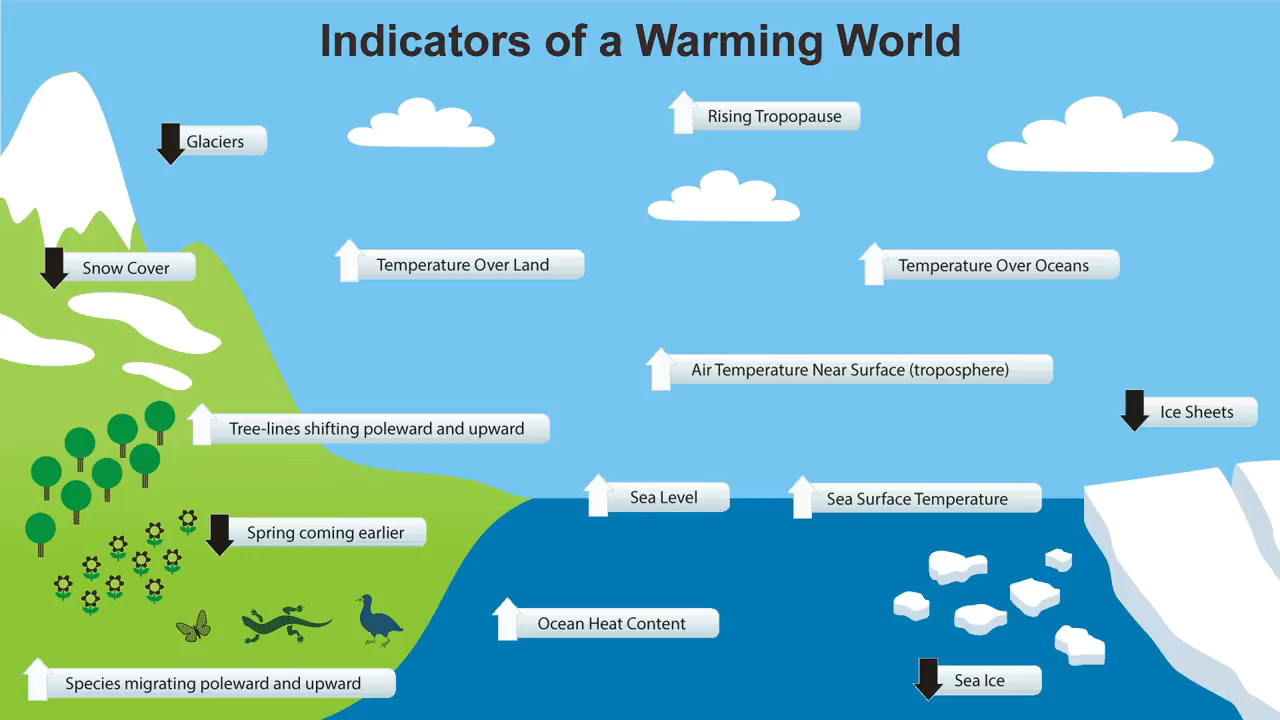 Indicators of a Warming World
Rising Tropopause
Glaciers
Snow Cover
Temperature Over Land
Temperature Over Oceans
Air Temperature Near Surface (troposphere)
Ice Sheets
Tree-lines shifting poleward and upward
Sea Level
Sea Surface Temperature
Spring coming earlier
Ocean Heat Content
Species migrating poleward and upward
Sea Ice